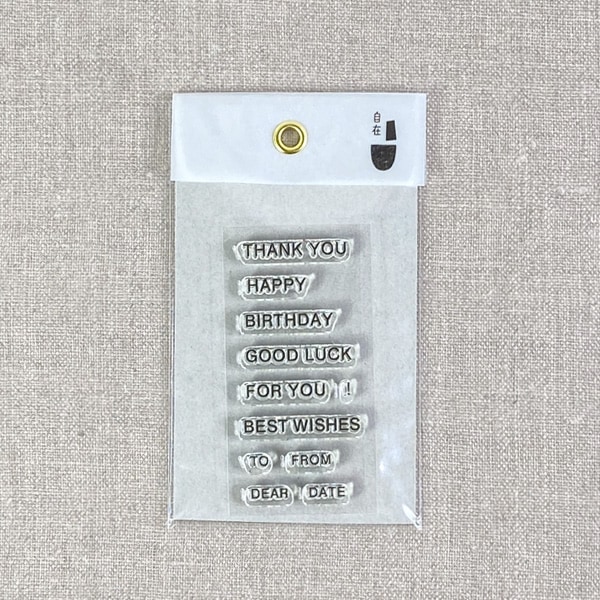 自在
THANK YOU
HAPPY
BIRTHDAY
GOOD LUCK
FOR YOU !
BEST WISHES
TO FROM
DEAR DATE